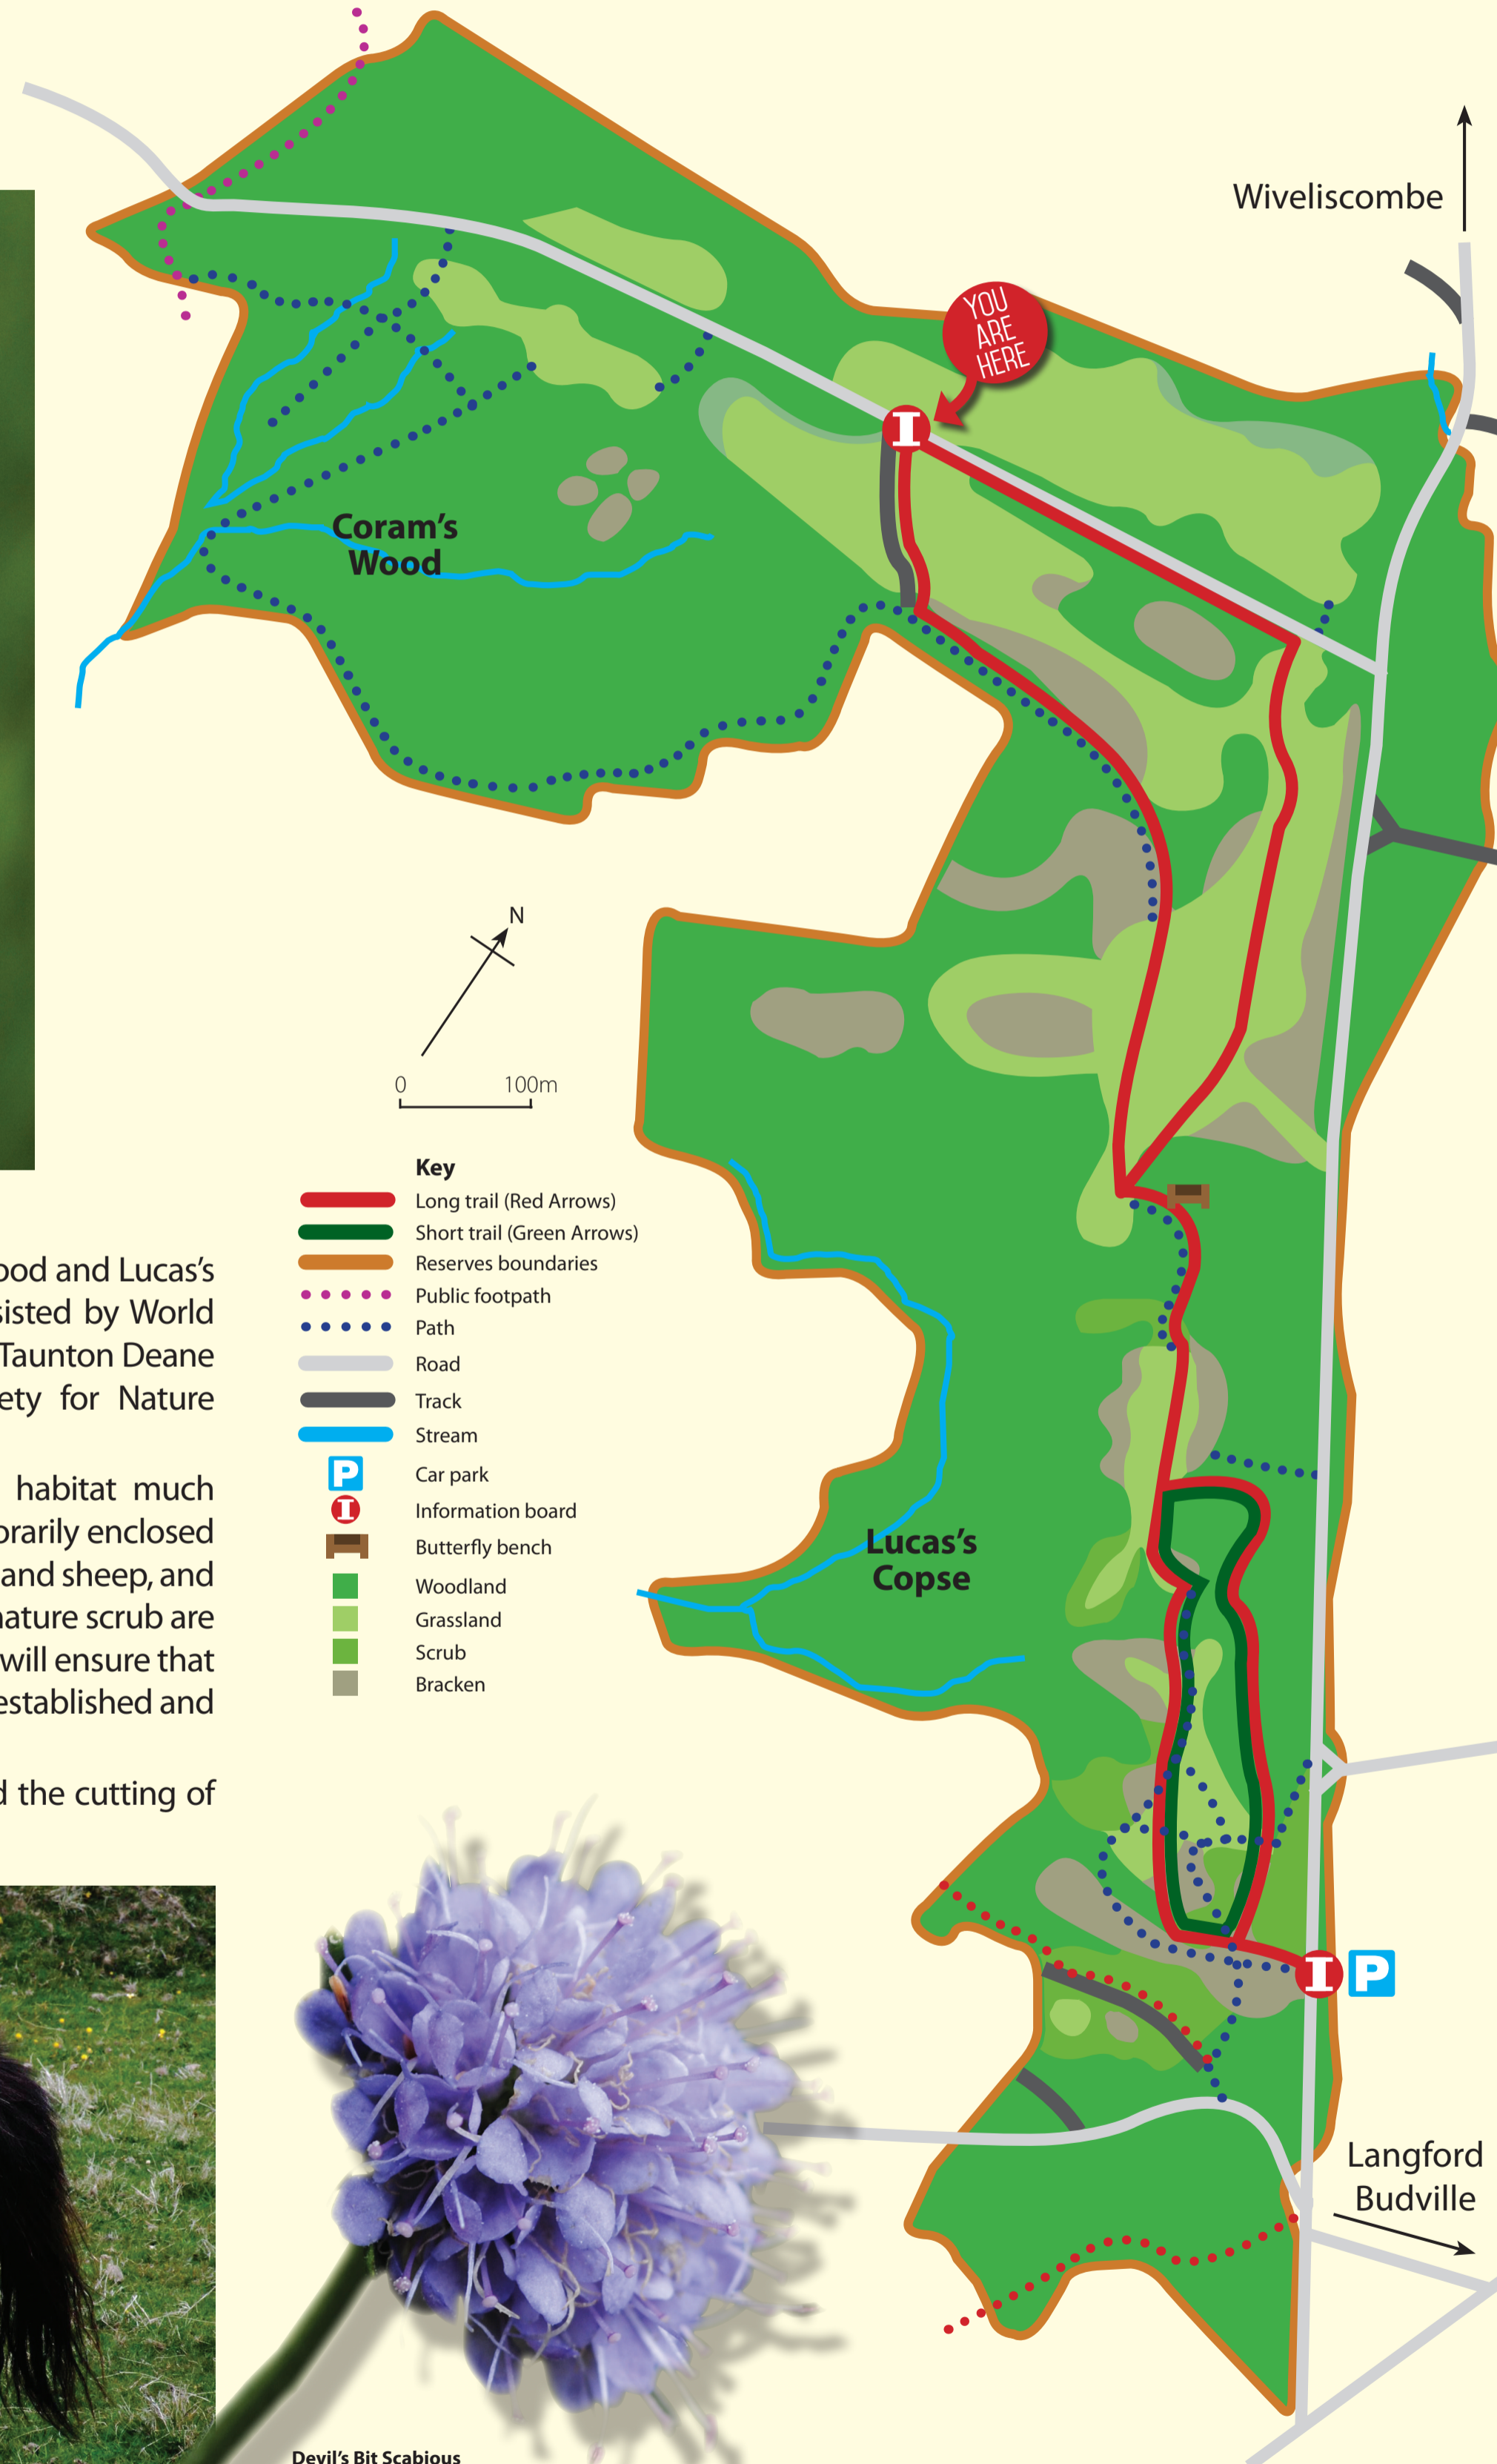 Wiveliscombe
YOU
ARE
HERE
I
Coram's
Wood
N
0 100m
Key
Long trail (Red Arrows)
Short trail (Green Arrows)
Reserves boundaries
Public footpath
Path
Road
Track
Stream
P Car park
I Information board
Butterfly bench
Woodland
Grassland
Scrub
Bracken
ood and Lucas's
sisted by World
Taunton Deane
ety for Nature
habitat much
orarily enclosed
and sheep, and
nature scrub are
will ensure that
established and
d the cutting of
Lucas's
Copse
I P
Langford
Budville
Devil's Bit Scabious